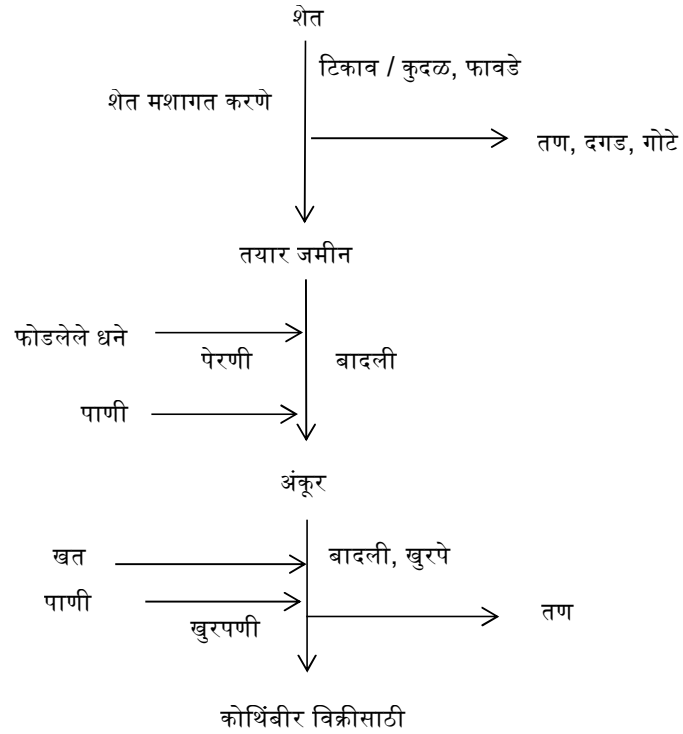 शेत
टिकाव / कुदळ, फावडे
शेत मशागत करणे
तण, दगड, गोटे
तयार जमीन
फोडलेले धने
पेरणी
बादली
पाणी
अंकूर
खत
बादली, खुरपे
पाणी
तण
खुरपणी
कोथिंबीर विक्रीसाठी